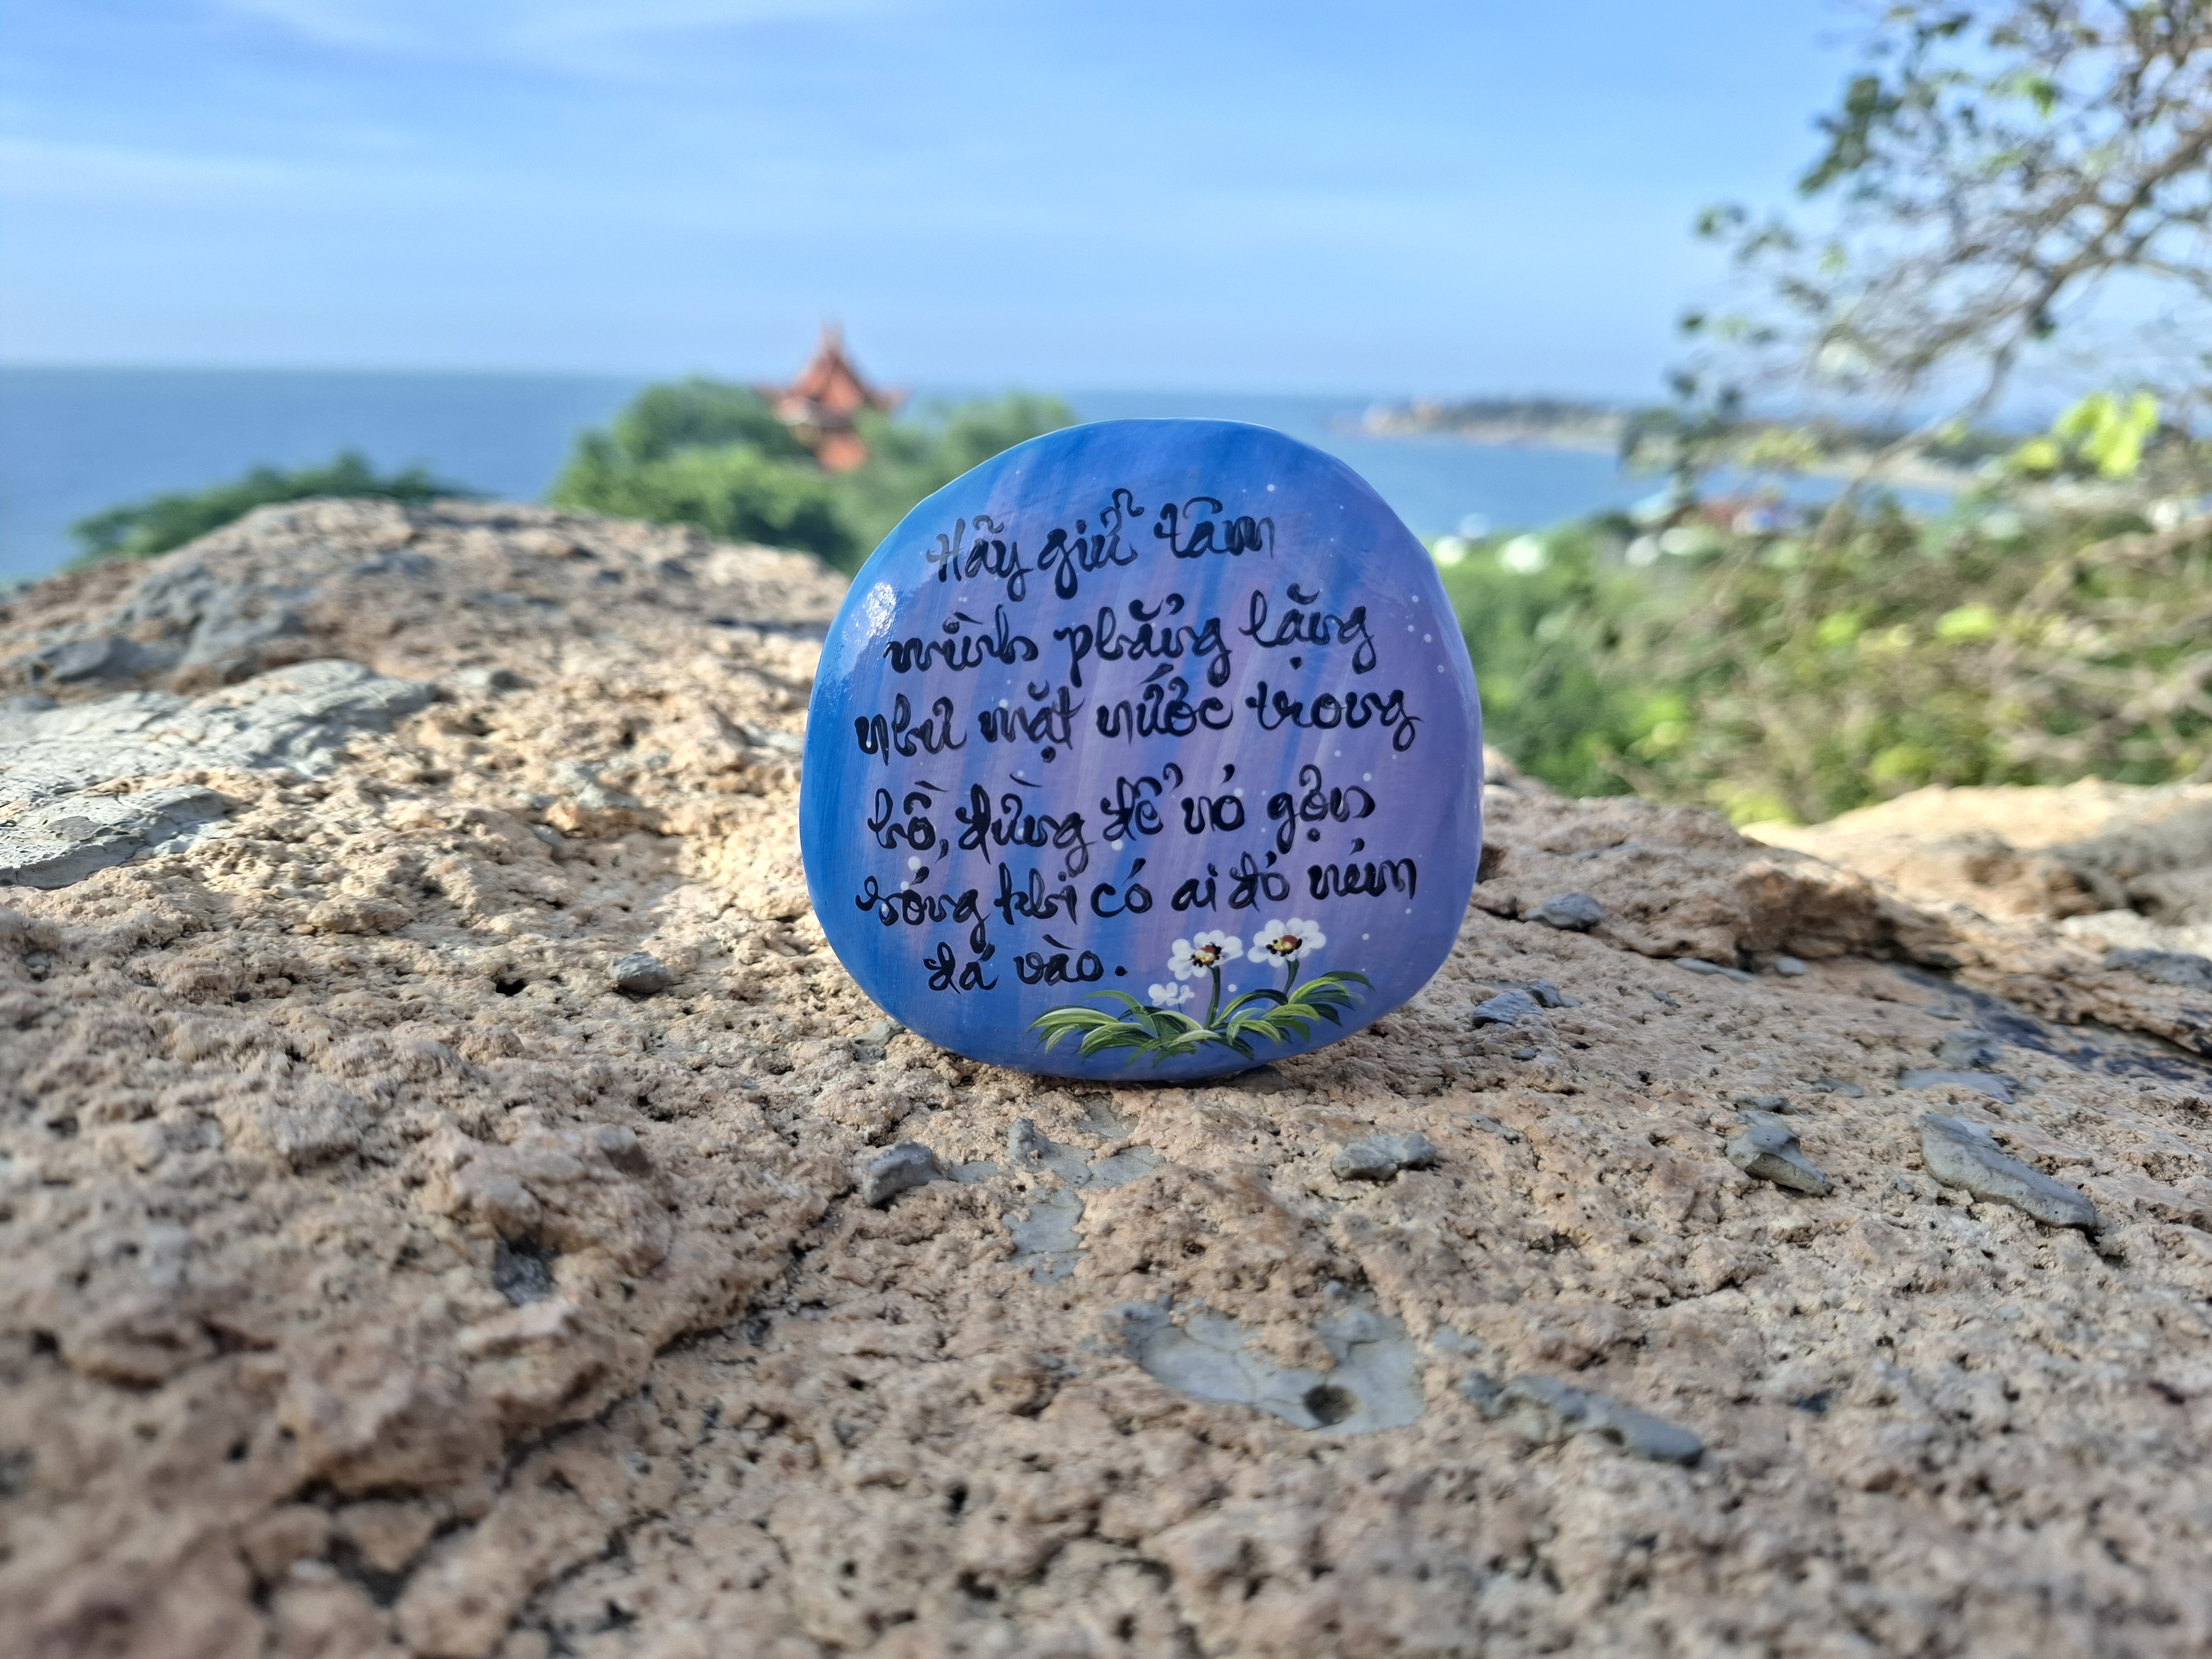 Hãy giữ tâm
mình phẳng lặng
như mặt nước trong
hồ, đừng để nó gợn
sóng khi có ai đó ném
đá vào.